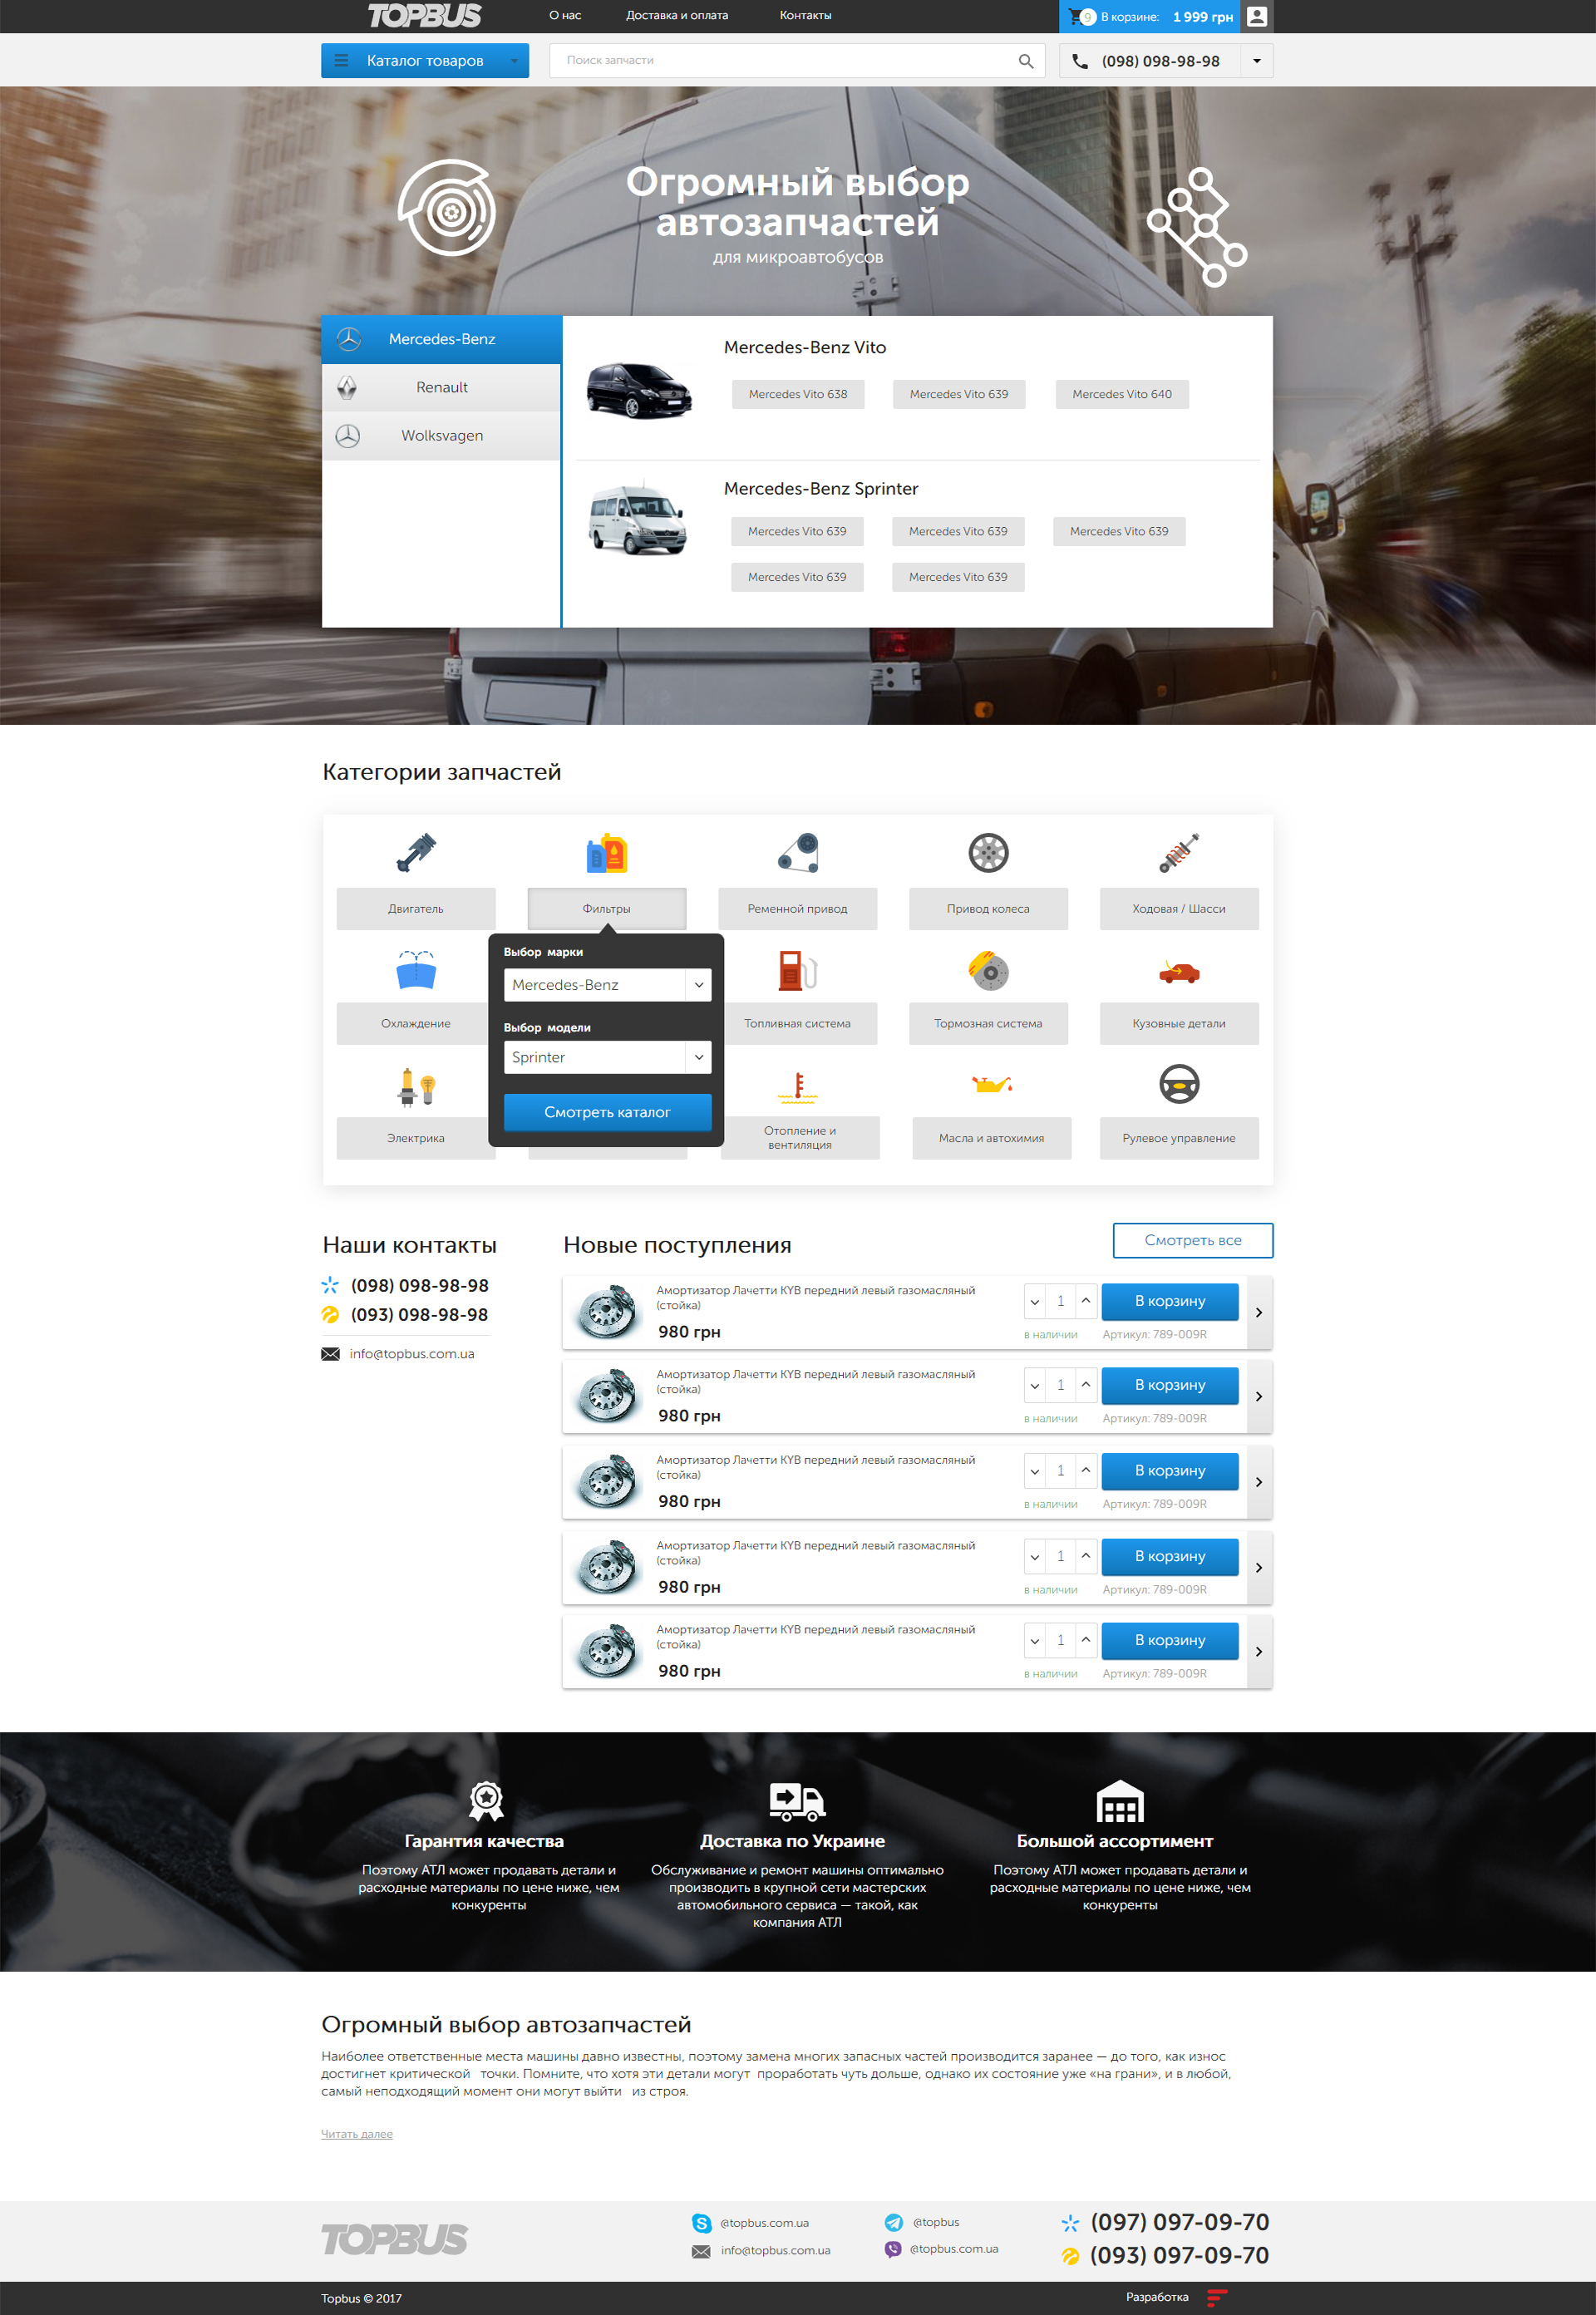 TOPBUS
О нас
Доставка и оплата
Контакты
9
В корзине:
1 999 грн
Каталог товаров
Поиск запчасти
(098) 098-98-98
Огромный выбор
автозапчастей
для микроавтобусов
Mercedes-Benz
Renault
Wolksvagen
Mercedes-Benz Vito
Mercedes Vito 638
Mercedes Vito 639
Mercedes Vito 640
Mercedes-Benz Sprinter
Mercedes Vito 639
Mercedes Vito 639
Mercedes Vito 639
Mercedes Vito 639
Mercedes Vito 639
Категории запчастей
Двигатель
Фильтры
Ременной привод
Привод колеса
Ходовая / Шасси
Выбор марки
Mercedes-Benz
Выбор модели
Sprinter
Смотреть каталог
Охлаждение
Топливная система
Тормозная система
Кузовные детали
Электрика
Отопление и
вентиляция
Масла и автохимия
Рулевое управление
Наши контакты
(098) 098-98-98
(093) 098-98-98
info@topbus.com.ua
Новые поступления
Смотреть все
Амортизатор Лачетти KYB передний левый газомасляный
(стойка)
980 грн
1
В корзину
в наличии
Артикул: 789-009R
Амортизатор Лачетти KYB передний левый газомасляный
(стойка)
980 грн
1
В корзину
в наличии
Артикул: 789-009R
Амортизатор Лачетти KYB передний левый газомасляный
(стойка)
980 грн
1
В корзину
в наличии
Артикул: 789-009R
Амортизатор Лачетти KYB передний левый газомасляный
(стойка)
980 грн
1
В корзину
в наличии
Артикул: 789-009R
Амортизатор Лачетти KYB передний левый газомасляный
(стойка)
980 грн
1
В корзину
в наличии
Артикул: 789-009R
Гарантия качества
Поэтому АТЛ может продавать детали и
расходные материалы по цене ниже, чем
конкуренты
Доставка по Украине
Обслуживание и ремонт машины оптимально
производить в крупной сети мастерских
автомобильного сервиса — такой, как
компания АТЛ
Большой ассортимент
Поэтому АТЛ может продавать детали и
расходные материалы по цене ниже, чем
конкуренты
Огромный выбор автозапчастей
Наиболее ответственные места машины давно известны, поэтому замена многих запасных частей производится заранее — до того, как износ
достигнет критической точки. Помните, что хотя эти детали могут проработать чуть дольше, однако их состояние уже «на грани», и в любой,
самый неподходящий момент они могут выйти из строя.
Читать далее
TOPBUS
@topbus.com.ua
info@topbus.com.ua
@topbus
@topbus.com.ua
(097) 097-09-70
(093) 097-09-70
Topbus © 2017
Разработка